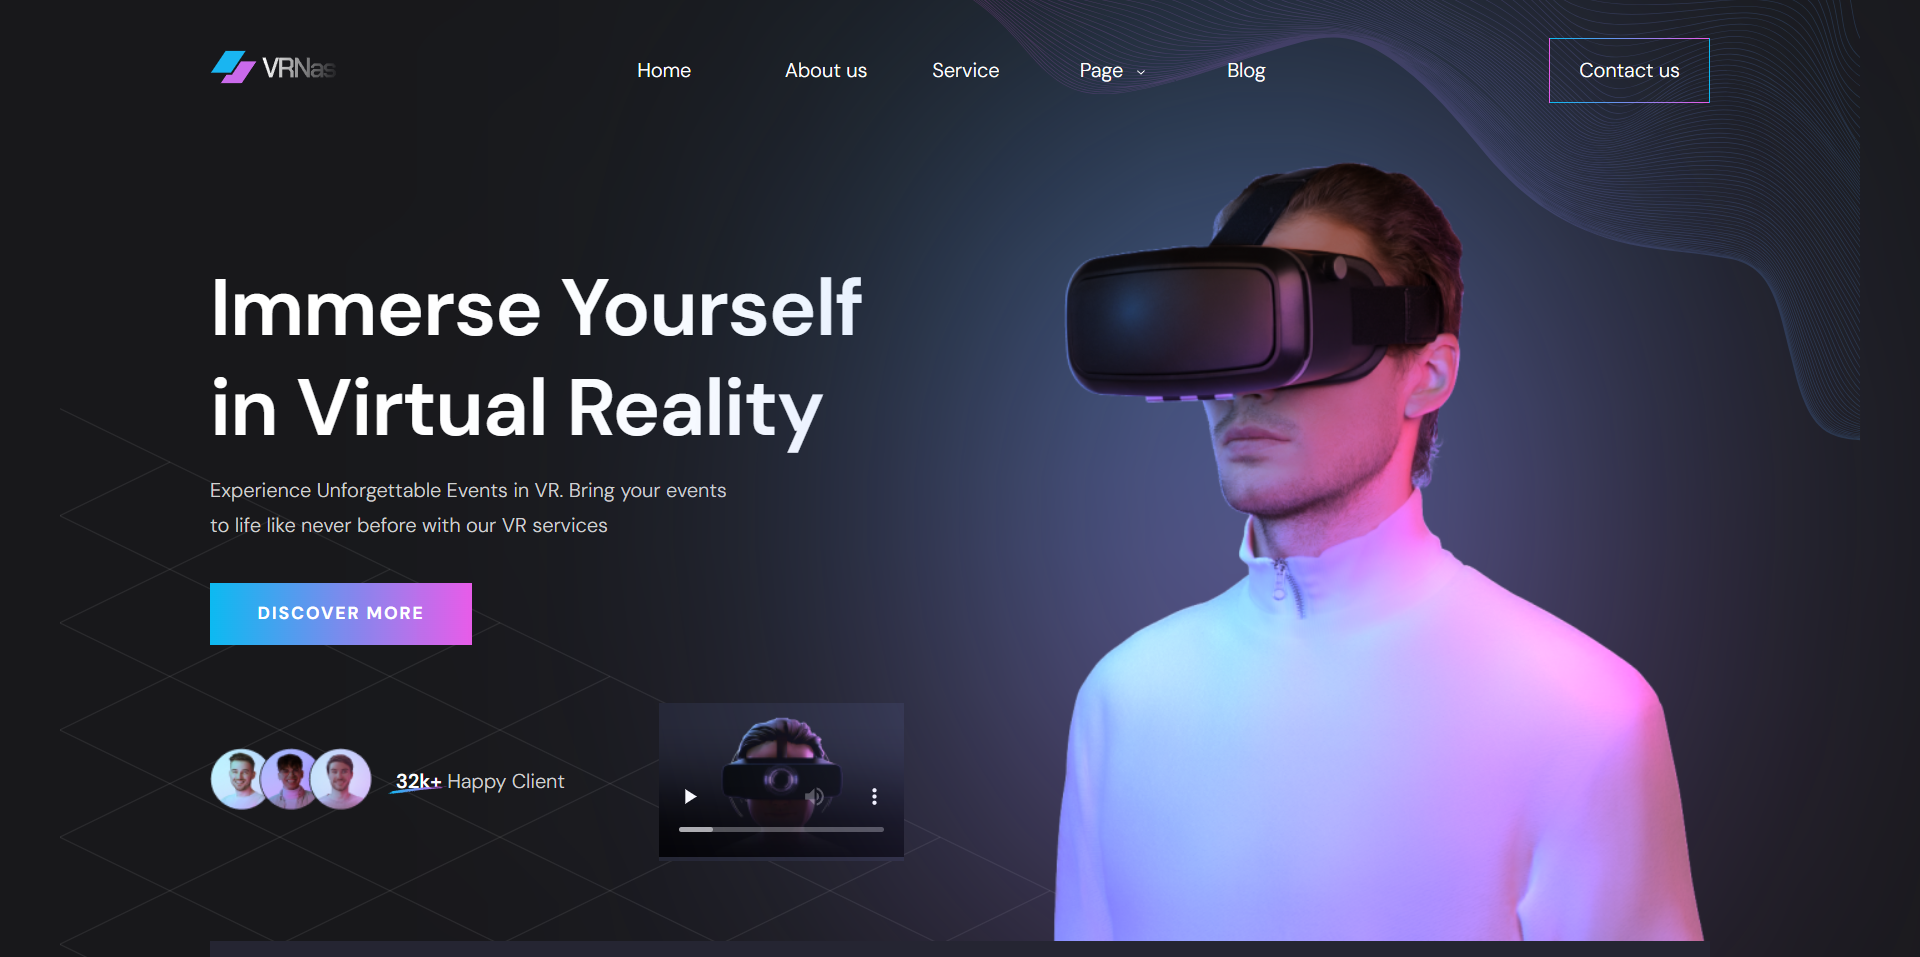 VRNas
Home
About us
Service
Page
Blog
Contact us
Immerse Yourself
in Virtual Reality
Experience Unforgettable Events in VR. Bring your events
to life like never before with our VR services
DISCOVER MORE
32k+ Happy Client